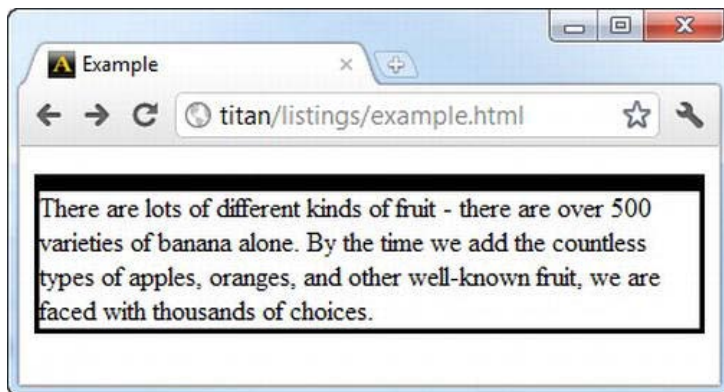 Example
titan/listings/example.html
There are lots of different kinds of fruit - there are over 500
varieties of banana alone. By the time we add the countless
types of apples, oranges, and other well-known fruit, we are
faced with thousands of choices.